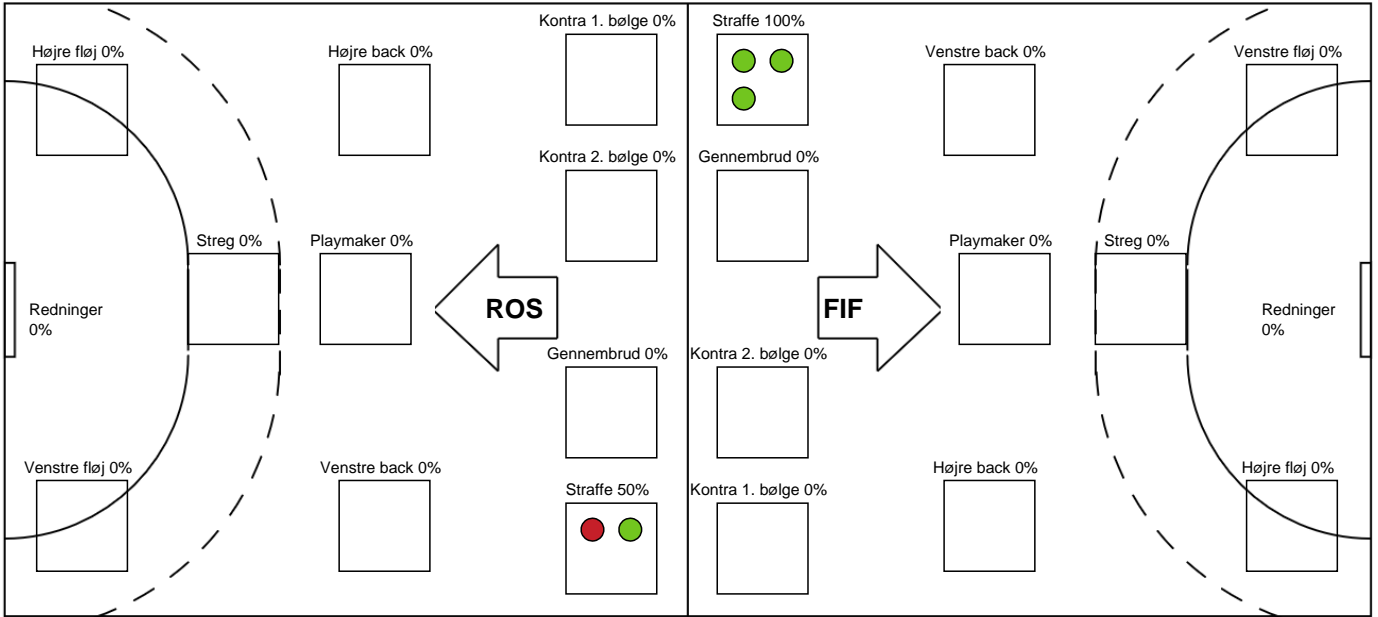 Kontra 1. bølge 0%
Straffe 100%
Højre fløj 0%
Højre back 0%
Venstre back 0%
Venstre fløj 0%
Kontra 2. bølge 0%
Gennembrud 0%
Streg 0%
Playmaker 0%
Playmaker 0%
Streg 0%
Redninger
0%
ROS
FIF
Redninger
0%
Gennembrud 0%
Kontra 2. bølge 0%
Venstre fløj 0%
Venstre back 0%
Højre back 0%
Højre fløj 0%
Straffe 50%
Kontra 1. bølge 0%